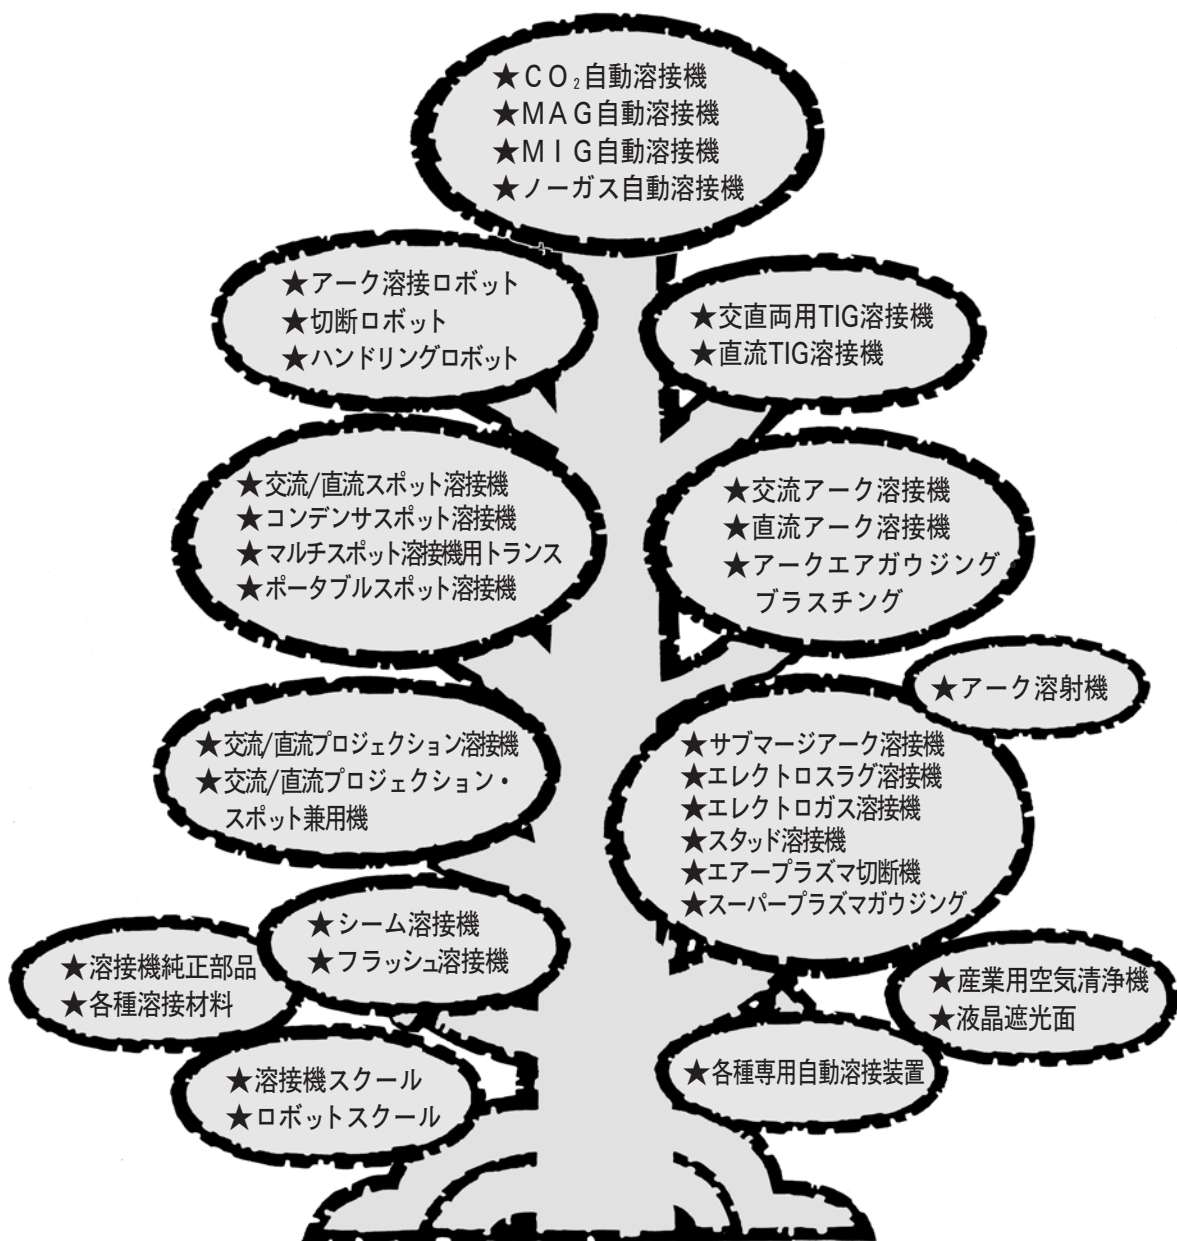 ★ＣＯ₂自動溶接機
★ＭＡＧ自動溶接機
★ＭＩＧ自動溶接機
★ノーガス自動溶接機
★アーク溶接ロボット
★切断ロボット
★ハンドリングロボット
★交直両用TIG溶接機
★直流TIG溶接機
★交流/直流スポット溶接機
★コンデンサスポット溶接機
★マルチスポット溶接機用トランス
★ポータブルスポット溶接機
★交流アーク溶接機
★直流アーク溶接機
★アークエアガウジング
ブラスチング
★アーク溶射機
★交流/直流プロジェクション溶接機
★交流/直流プロジェクション・
スポット兼用機
★サブマージアーク溶接機
★エレクトロスラグ溶接機
★エレクトロガス溶接機
★スタッド溶接機
★エアープラズマ切断機
★スーパープラズマガウジング
★シーム溶接機
★フラッシュ溶接機
★溶接機純正部品
★各種溶接材料
★産業用空気清浄機
★液晶遮光面
★溶接機スクール
★ロボットスクール
★各種専用自動溶接装置